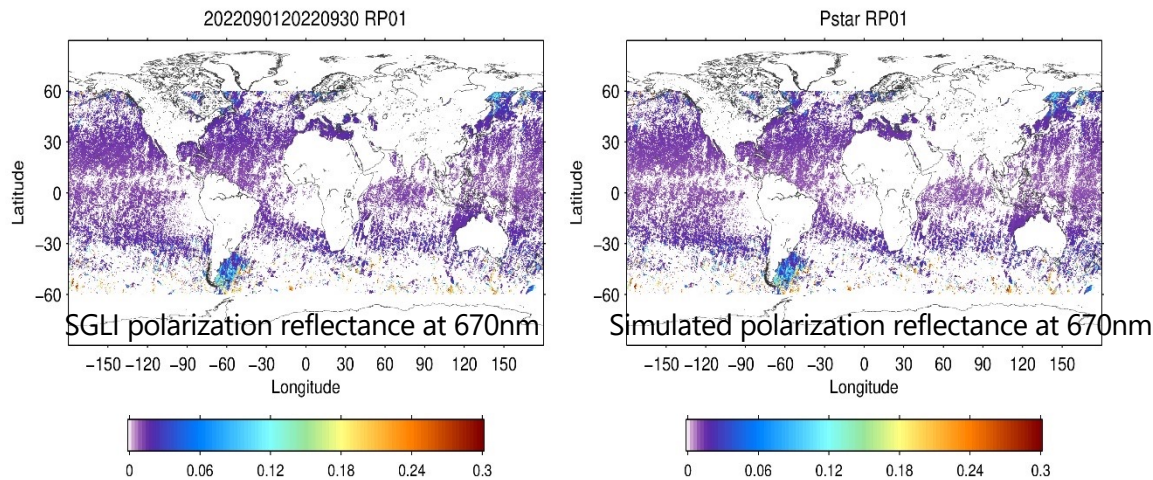 2022090120220930 RP01
Pstar RP01
Latitude
60
30
0
−30
−60
SGLI polarization reflectance at 670nm
−150 −120 −90 −60 −30 0 30 60 90 120 150
Longitude
0 0.06 0.12 0.18 0.24 0.3
Latitude
60
30
0
−30
−60
Simulated polarization reflectance at 670nm
−150 −120 −90 −60 −30 0 30 60 90 120 150
Longitude
0 0.06 0.12 0.18 0.24 0.3